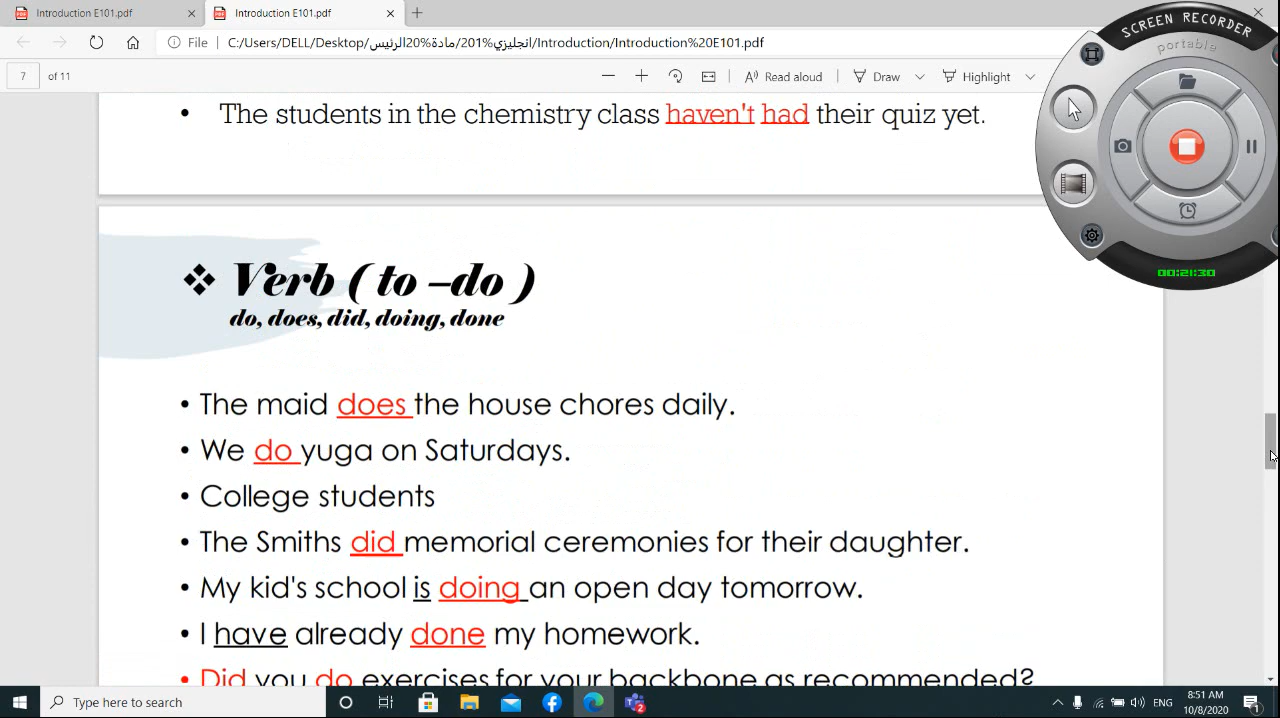 Introduction E101.pdf
Introduction E101.pdf
SCREEN RECORDER
portable
File
C:/Users/DELL/Desktop/انجليزي%201/مادة%20الرئيس/Introduction/Introduction%20E101.pdf
7 of 11
Read aloud
Draw
Highlight
• The students in the chemistry class haven't had their quiz yet.
00:21:30
❖ Verb ( to –do )
do, does, did, doing, done
• The maid does the house chores daily.
• We do yuga on Saturdays.
• College students
• The Smiths did memorial ceremonies for their daughter.
• My kid's school is doing an open day tomorrow.
• I have already done my homework.
• Did you do exercises for your backbone as recommended?
Type here to search
2
ENG
8:51 AM
10/8/2020
1